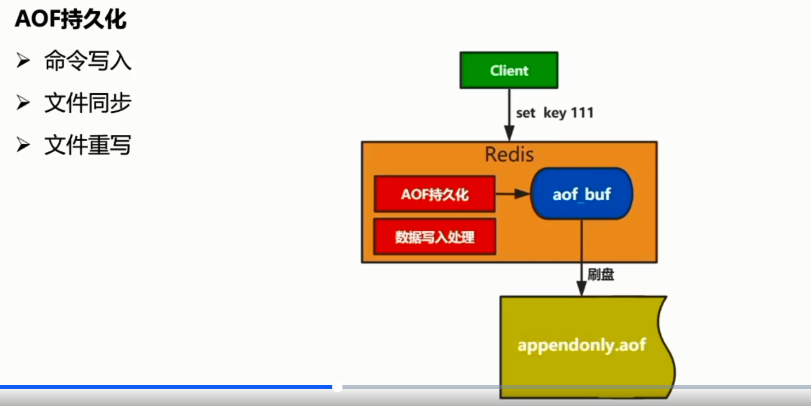 AOF持久化
➢ 命令写入
➢ 文件同步
➢ 文件重写
Client
set key 111
Redis
AOF持久化
aof_buf
数据写入处理
刷盘
appendonly.aof